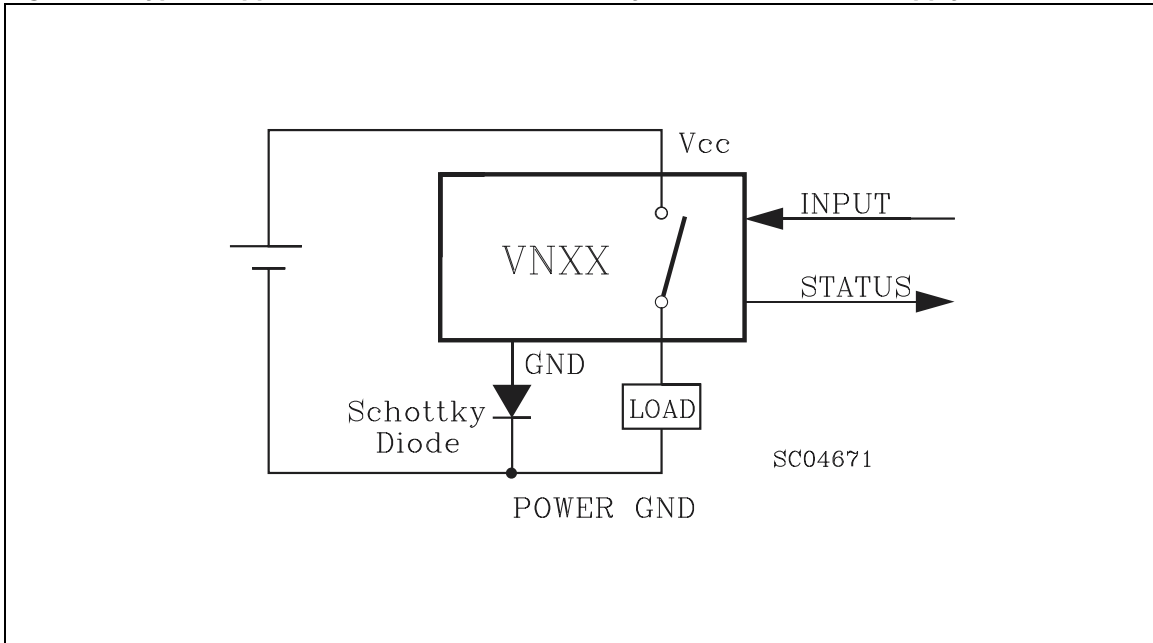 Vcc
INPUT
VNXX
STATUS
GND
Schottky
Diode
LOAD
SC04671
POWER GND